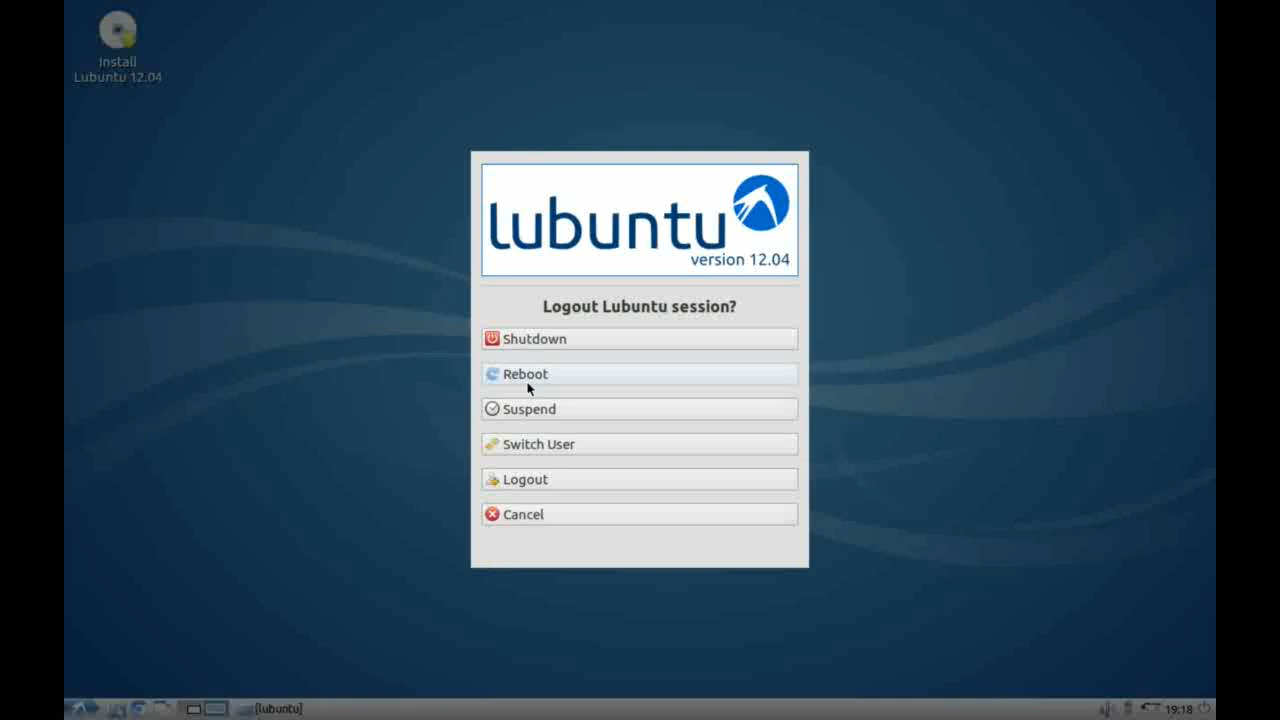 Install
Lubuntu 12.04
lubuntu
version 12.04
Logout Lubuntu session?
Shutdown
Reboot
Suspend
Switch User
Logout
Cancel
[lubuntu]
19:18